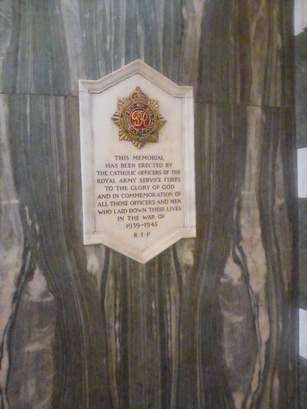 GR
THIS MEMORIAL
HAS BEEN ERECTED BY
THE CATHOLIC OFFICERS OF THE
ROYAL ARMY SERVICE CORPS
TO THE GLORY OF GOD
AND IN COMMEMORATION OF
ALL THOSE OFFICERS AND MEN
WHO LAID DOWN THEIR LIVES
IN THE WAR OF
1939-1945
R·I·P